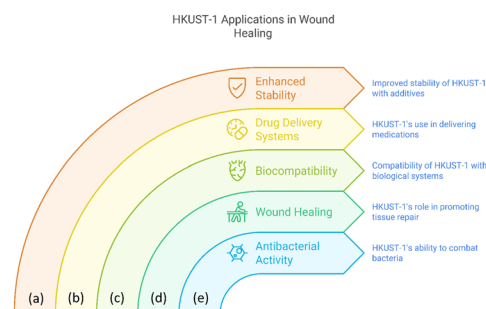 HKUST-1 Applications in Wound
Healing
Enhanced
Stability
Improved stability of HKUST-1
with additives
Drug Delivery
Systems
HKUST-1's use in delivering
medications
Biocompatibility
Compatibility of HKUST-1 with
biological systems
Wound Healing
HKUST-1's role in promoting
tissue repair
Antibacterial
Activity
HKUST-1's ability to combat
bacteria
(a) (b) (c) (d) (e)